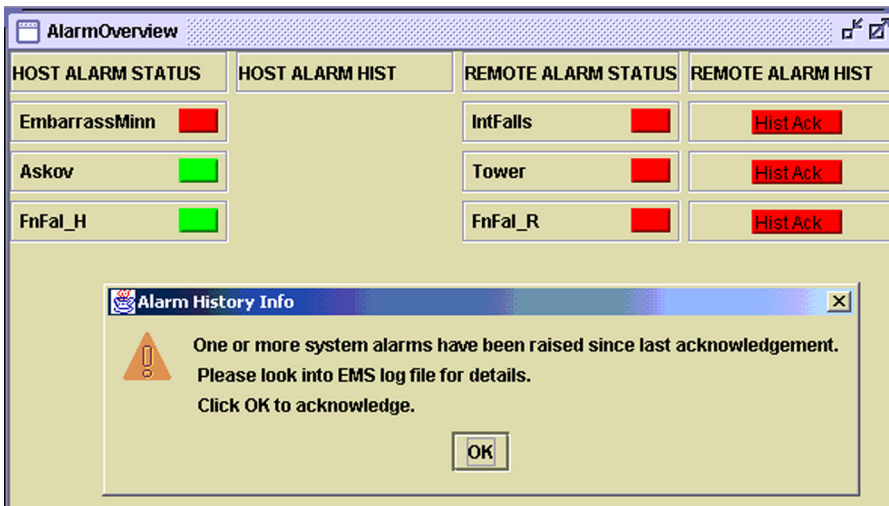 AlarmOverview
HOST ALARM STATUS HOST ALARM HIST REMOTE ALARM STATUS REMOTE ALARM HIST
EmbarrassMinn IntFalls Hist Ack
Askov Tower Hist Ack
FnFal_H FnFal_R Hist Ack
Alarm History Info
One or more system alarms have been raised since last acknowledgement.
Please look into EMS log file for details.
Click OK to acknowledge.
OK